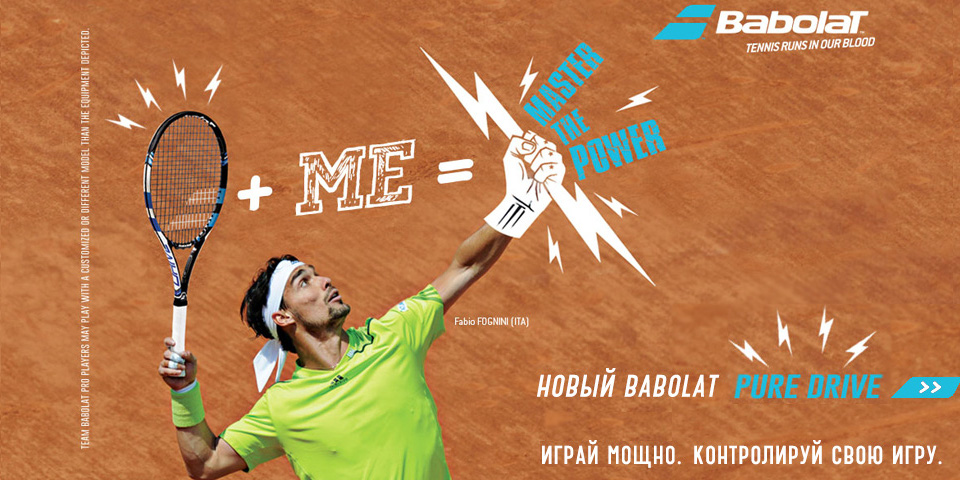 BABOLAT
TENNIS RUNS IN OUR BLOOD
TEAM BABOLAT PRO PLAYERS MAY PLAY WITH A CUSTOMIZED OR DIFFERENT MODEL THAN THE EQUIPMENT DEPICTED.
+ ME =
MASTER
THE
POWER
Fabio FOGNINI (ITA)
НОВЫЙ BABOLAT PURE DRIVE >>
ИГРАЙ МОЩНО. КОНТРОЛИРУЙ СВОЮ ИГРУ.